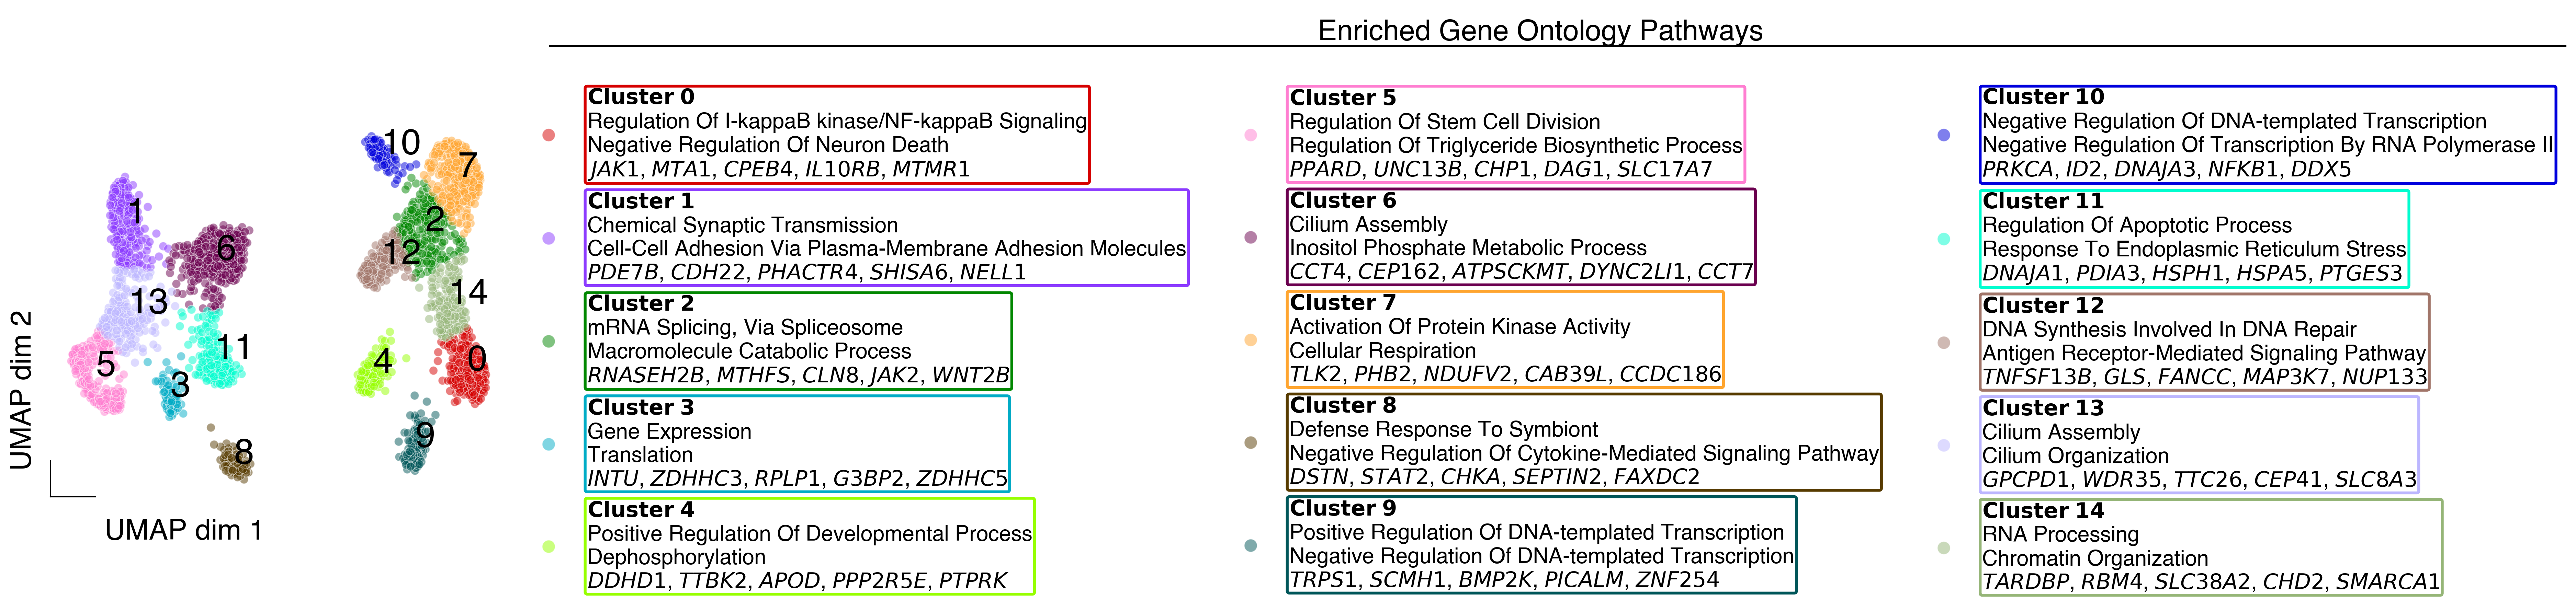 Enriched Gene Ontology Pathways
UMAP dim 2
UMAP dim 1
10
7
1
2
6
12
13
14
5
11
4
0
3
9
8
Cluster 0
Regulation Of I-kappaB kinase/NF-kappaB Signaling
Negative Regulation Of Neuron Death
JAK1, MTA1, CPEB4, IL10RB, MTMR1
Cluster 1
Chemical Synaptic Transmission
Cell-Cell Adhesion Via Plasma-Membrane Adhesion Molecules
PDE7B, CDH22, PHACTR4, SHISA6, NELL1
Cluster 2
mRNA Splicing, Via Spliceosome
Macromolecule Catabolic Process
RNASEH2B, MTHFS, CLN8, JAK2, WNT2B
Cluster 3
Gene Expression
Translation
INTU, ZDHHC3, RPLP1, G3BP2, ZDHHC5
Cluster 4
Positive Regulation Of Developmental Process
Dephosphorylation
DDHD1, TTBK2, APOD, PPP2R5E, PTPRK
Cluster 5
Regulation Of Stem Cell Division
Regulation Of Triglyceride Biosynthetic Process
PPARD, UNC13B, CHP1, DAG1, SLC17A7
Cluster 6
Cilium Assembly
Inositol Phosphate Metabolic Process
CCT4, CEP162, ATPSCKMT, DYNC2LI1, CCT7
Cluster 7
Activation Of Protein Kinase Activity
Cellular Respiration
TLK2, PHB2, NDUFV2, CAB39L, CCDC186
Cluster 8
Defense Response To Symbiont
Negative Regulation Of Cytokine-Mediated Signaling Pathway
DSTN, STAT2, CHKA, SEPTIN2, FAXDC2
Cluster 9
Positive Regulation Of DNA-templated Transcription
Negative Regulation Of DNA-templated Transcription
TRPS1, SCMH1, BMP2K, PICALM, ZNF254
Cluster 10
Negative Regulation Of DNA-templated Transcription
Negative Regulation Of Transcription By RNA Polymerase II
PRKCA, ID2, DNAJA3, NFKB1, DDX5
Cluster 11
Regulation Of Apoptotic Process
Response To Endoplasmic Reticulum Stress
DNAJA1, PDIA3, HSPH1, HSPA5, PTGES3
Cluster 12
DNA Synthesis Involved In DNA Repair
Antigen Receptor-Mediated Signaling Pathway
TNFSF13B, GLS, FANCC, MAP3K7, NUP133
Cluster 13
Cilium Assembly
Cilium Organization
GPCPD1, WDR35, TTC26, CEP41, SLC8A3
Cluster 14
RNA Processing
Chromatin Organization
TARDBP, RBM4, SLC38A2, CHD2, SMARCA1